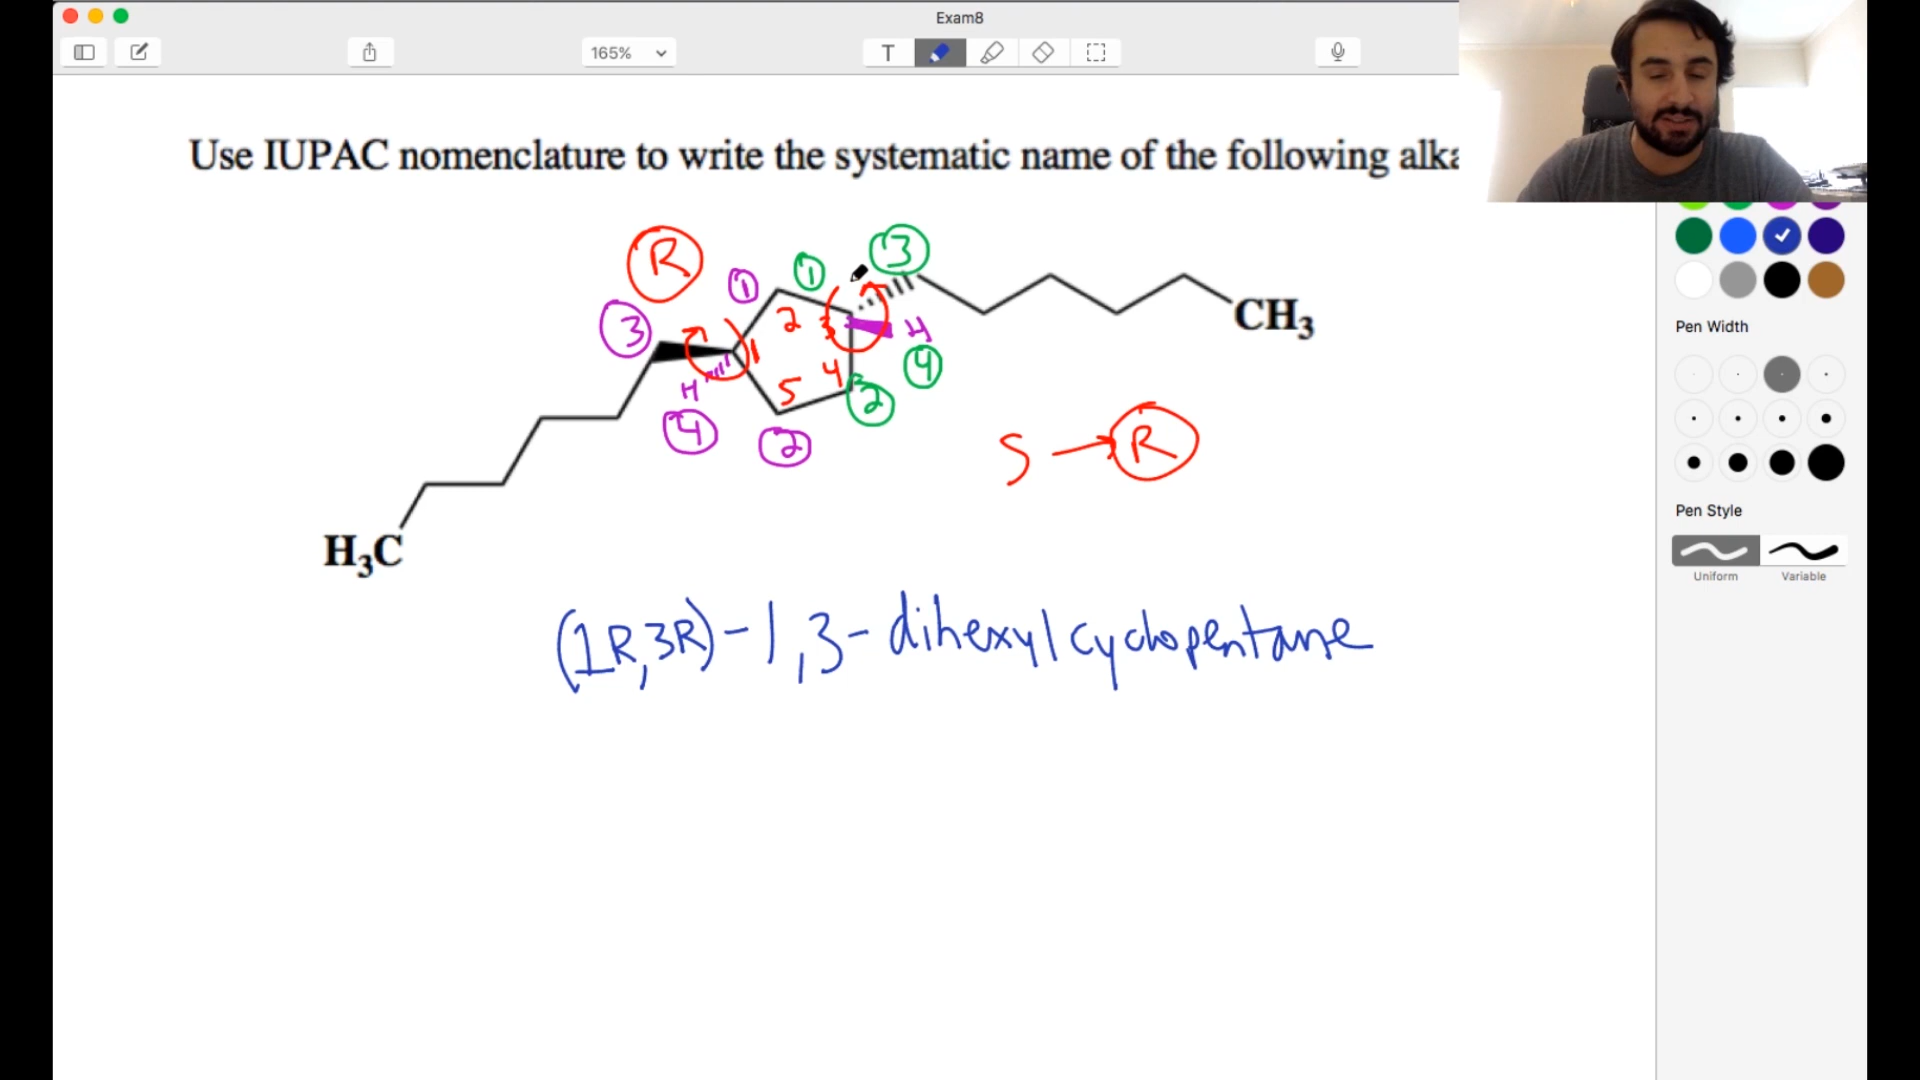 Exam8
165%
T
Use IUPAC nomenclature to write the systematic name of the following alka
R
3
1
1
3
2
3
1
H
CH3
Pen Width
H
4
4
5
4
2
2
S → R
Pen Style
Uniform
Variable
H3C
(1R,3R)-1,3-dihexylcyclopentane